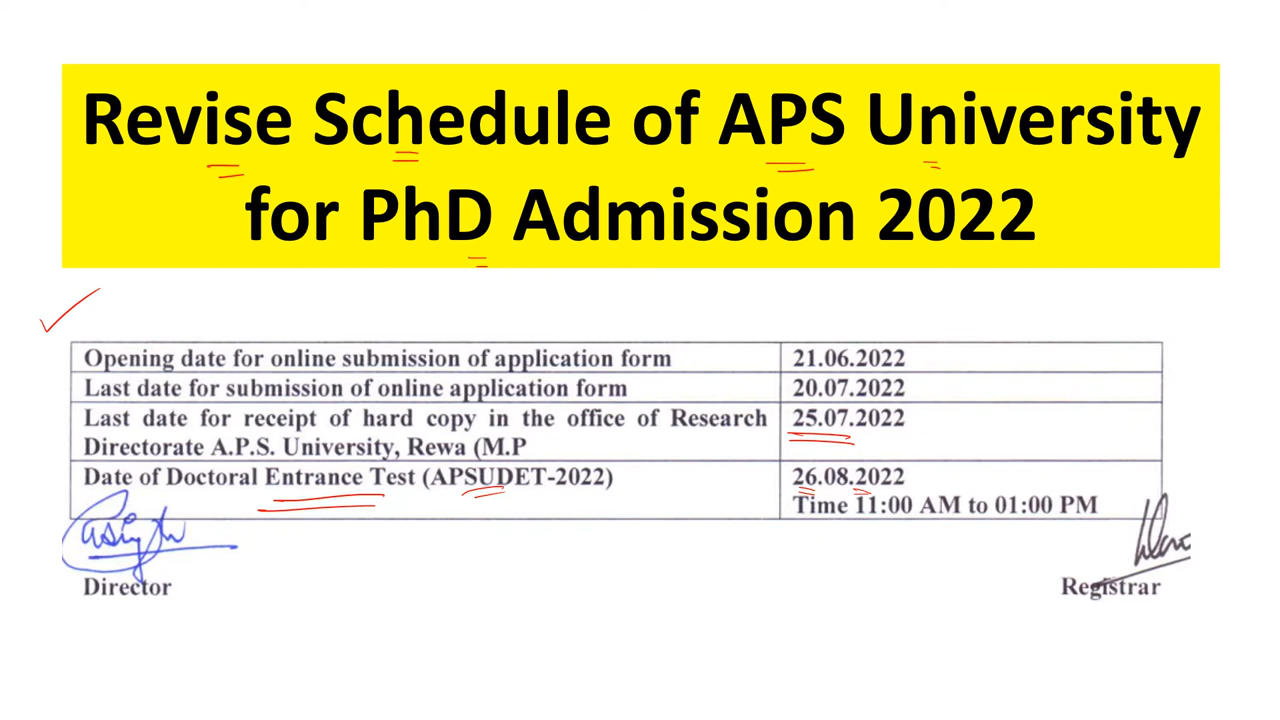 Revise Schedule of APS University
for PhD Admission 2022
Opening date for online submission of application form 21.06.2022
Last date for submission of online application form 20.07.2022
Last date for receipt of hard copy in the office of Research 25.07.2022
Directorate A.P.S. University, Rewa (M.P
Date of Doctoral Entrance Test (APSUDET-2022) 26.08.2022
Time 11:00 AM to 01:00 PM
Director Registrar